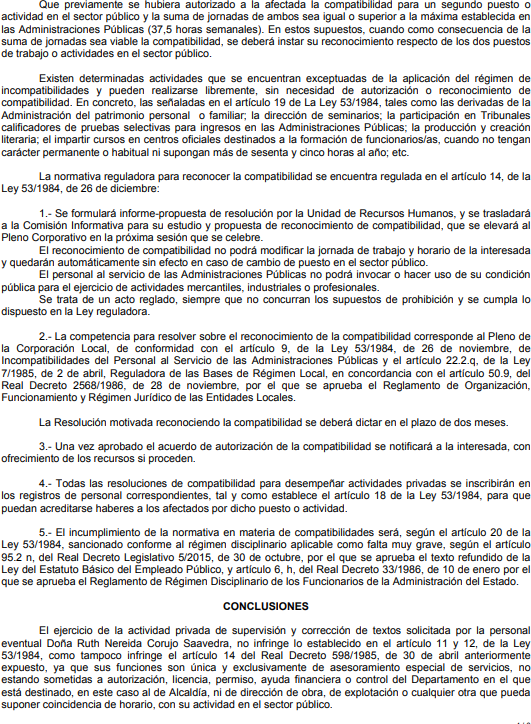 Que previamente se hubiera autorizado a la afectada la compatibilidad para un segundo puesto o
actividad en el sector público y la suma de jornadas de ambos sea igual o superior a la máxima establecida en
las Administraciones Públicas (37,5 horas semanales). En estos supuestos, cuando como consecuencia de la
suma de jornadas sea viable la compatibilidad, se deberá instar su reconocimiento respecto de los dos puestos
de trabajo o actividades en el sector público.
Existen determinadas actividades que se encuentran exceptuadas de la aplicación del régimen de
incompatibilidades y pueden realizarse libremente, sin necesidad de autorización o reconocimiento de
compatibilidad. En concreto, las señaladas en el artículo 19 de La Ley 53/1984, tales como las derivadas de la
Administración del patrimonio personal o familiar; la dirección de seminarios; la participación en Tribunales
calificadores de pruebas selectivas para ingresos en las Administraciones Públicas; la producción y creación
literaria; el impartir cursos en centros oficiales destinados a la formación de funcionarios/as, cuando no tengan
carácter permanente o habitual ni supongan más de sesenta y cinco horas al año; etc.
La normativa reguladora para reconocer la compatibilidad se encuentra regulada en el artículo 14, de la
Ley 53/1984, de 26 de diciembre:
1.- Se formulará informe-propuesta de resolución por la Unidad de Recursos Humanos, y se trasladará
a la Comisión Informativa para su estudio y propuesta de reconocimiento de compatibilidad, que se elevará al
Pleno Corporativo en la próxima sesión que se celebre.
El reconocimiento de compatibilidad no podrá modificar la jornada de trabajo y horario de la interesada
y quedarán automáticamente sin efecto en caso de cambio de puesto en el sector público.
El personal al servicio de las Administraciones Públicas no podrá invocar o hacer uso de su condición
pública para el ejercicio de actividades mercantiles, industriales o profesionales.
Se trata de un acto reglado, siempre que no concurran los supuestos de prohibición y se cumpla lo
dispuesto en la Ley reguladora.
2.- La competencia para resolver sobre el reconocimiento de la compatibilidad corresponde al Pleno de
la Corporación Local, de conformidad con el artículo 9, de la Ley 53/1984, de 26 de noviembre, de
Incompatibilidades del Personal al Servicio de las Administraciones Públicas y el artículo 22.2.q, de la Ley
7/1985, de 2 de abril, Reguladora de las Bases de Régimen Local, en concordancia con el artículo 50.9, del
Real Decreto 2568/1986, de 28 de noviembre, por el que se aprueba el Reglamento de Organización,
Funcionamiento y Régimen Jurídico de las Entidades Locales.
La Resolución motivada reconociendo la compatibilidad se deberá dictar en el plazo de dos meses.
3.- Una vez aprobado el acuerdo de autorización de la compatibilidad se notificará a la interesada, con
ofrecimiento de los recursos si proceden.
4.- Todas las resoluciones de compatibilidad para desempeñar actividades privadas se inscribirán en
los registros de personal correspondientes, tal y como establece el artículo 18 de la Ley 53/1984, para que
puedan acreditarse haberes a los afectados por dicho puesto o actividad.
5.- El incumplimiento de la normativa en materia de compatibilidades será, según el artículo 20 de la
Ley 53/1984, sancionado conforme al régimen disciplinario aplicable como falta muy grave, según el artículo
95.2 n, del Real Decreto Legislativo 5/2015, de 30 de octubre, por el que se aprueba el texto refundido de la
Ley del Estatuto Básico del Empleado Público, y artículo 6, h, del Real Decreto 33/1986, de 10 de enero por el
que se aprueba el Reglamento de Régimen Disciplinario de los Funcionarios de la Administración del Estado.
CONCLUSIONES
El ejercicio de la actividad privada de supervisión y corrección de textos solicitada por la personal
eventual Doña Ruth Nereida Corujo Saavedra, no infringe lo establecido en el artículo 11 y 12, de la Ley
53/1984, como tampoco infringe el artículo 14 del Real Decreto 598/1985, de 30 de abril anteriormente
expuesto, ya que sus funciones son única y exclusivamente de asesoramiento especial de servicios, no
estando sometidas a autorización, licencia, permiso, ayuda financiera o control del Departamento en el que
está destinado, en este caso al de Alcaldía, ni de dirección de obra, de explotación o cualquier otra que pueda
suponer coincidencia de horario, con su actividad en el sector público.